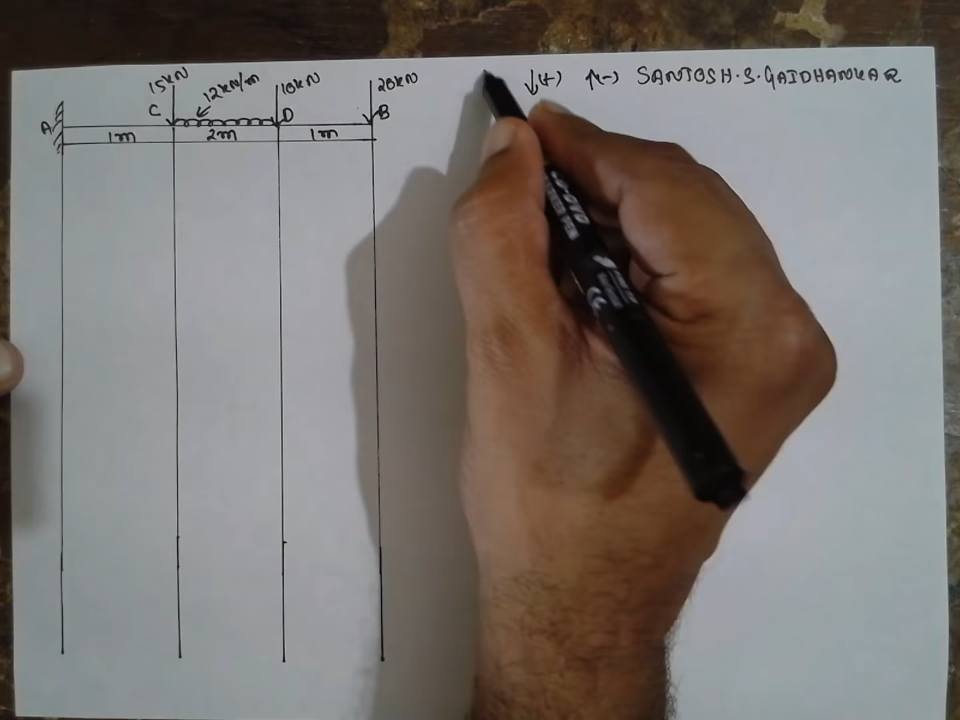 15kN 12kN/m 10kN 20kN ↓(+) ↑(-) SANTOSH.S.GAIDHANKAR
A C D B
1m 2m 1m